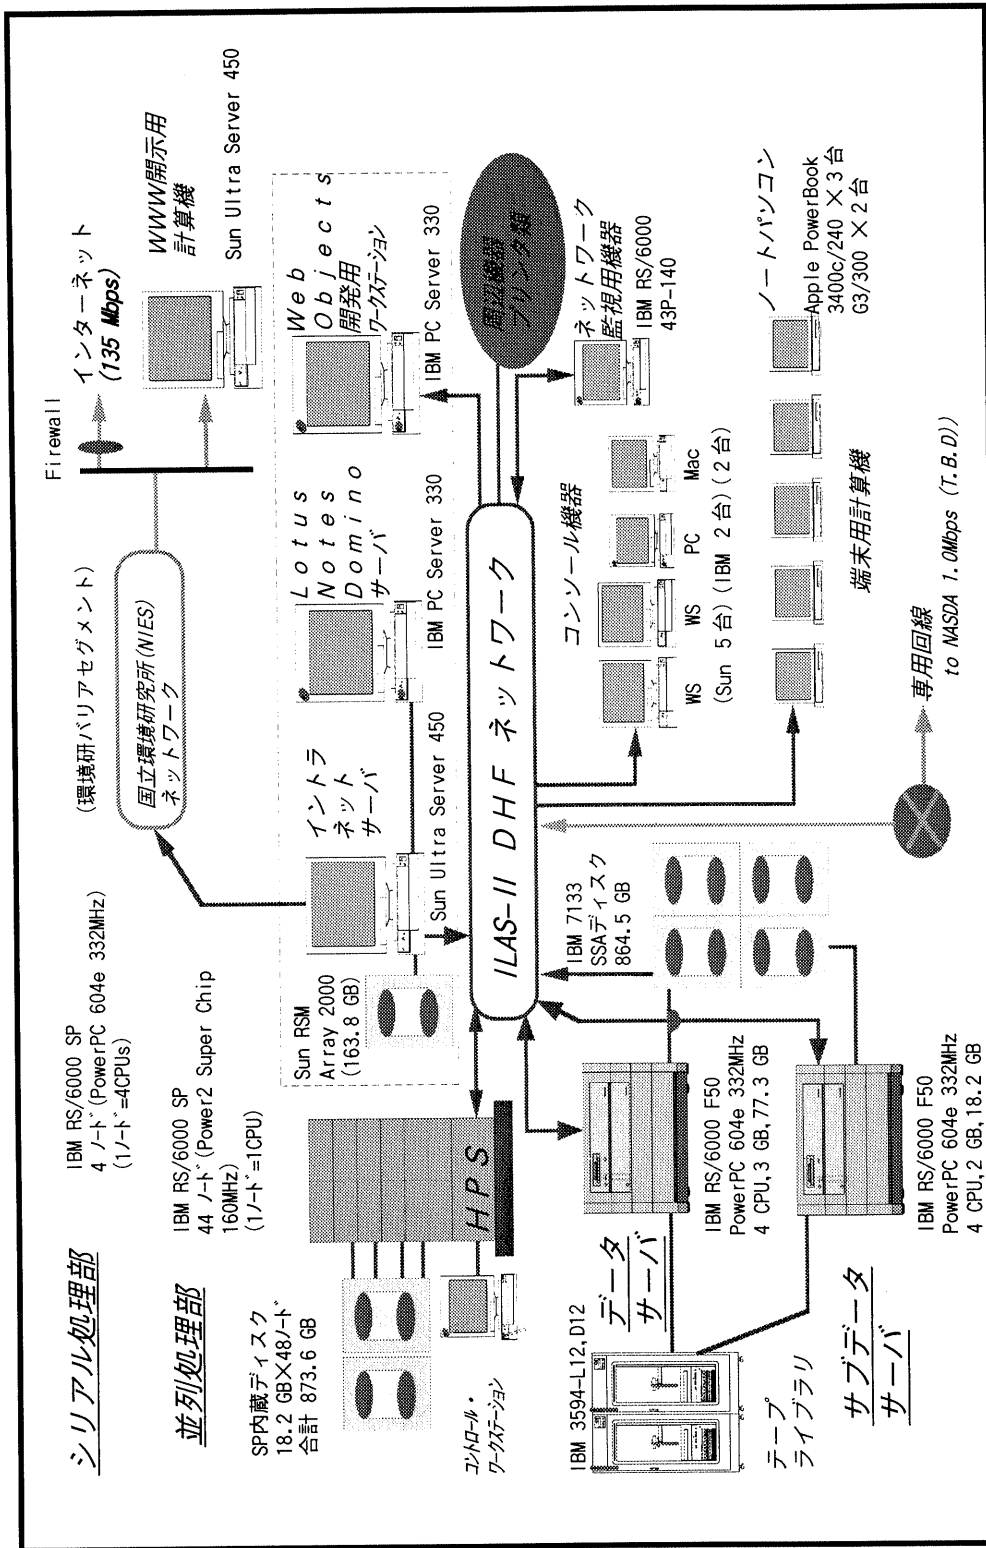 シリアル処理部
IBM RS/6000 SP
4 ノード(PowerPC 604e 332MHz)
(1ノード=4CPUs)
並列処理部
IBM RS/6000 SP
44 ノード(Power2 Super Chip
160MHz)
(1ノード=1CPU)
SP内蔵ディスク
18.2 GB×48ノード
合計 873.6 GB
コントロール・
ワークステーション
HPS
(環境研バリアセグメント)
国立環境研究所(NIES)
ネットワーク
Firewall
インターネット
(135 Mbps)
WWW開示用
計算機
Sun Ultra Server 450
Sun RSM
Array 2000
(163.8 GB)
イントラ
ネット
サーバ
Sun Ultra Server 450
Lotus
Notes
Domino
サーバ
IBM PC Server 330
Web
Objects
開発用
ワークステーション
IBM PC Server 330
ILAS-II DHF ネットワーク
周辺機器
プリンタ類
ネットワーク
監視用機器
IBM RS/6000
43P-140
コンソール機器
WS WS PC Mac
(Sun 5台)(IBM 2台)(2台)
ノートパソコン
Apple PowerBook
3400c/240 ×3台
G3/300 ×2台
端末用計算機
専用回線
to NASDA 1.0Mbps (T.B.D))
IBM 7133
SSAディスク
864.5 GB
IBM 3594-L12,D12
テープ
ライブラリ
データ
サーバ
IBM RS/6000 F50
PowerPC 604e 332MHz
4 CPU,3 GB,77.3 GB
サブデータ
サーバ
IBM RS/6000 F50
PowerPC 604e 332MHz
4 CPU,2 GB,18.2 GB